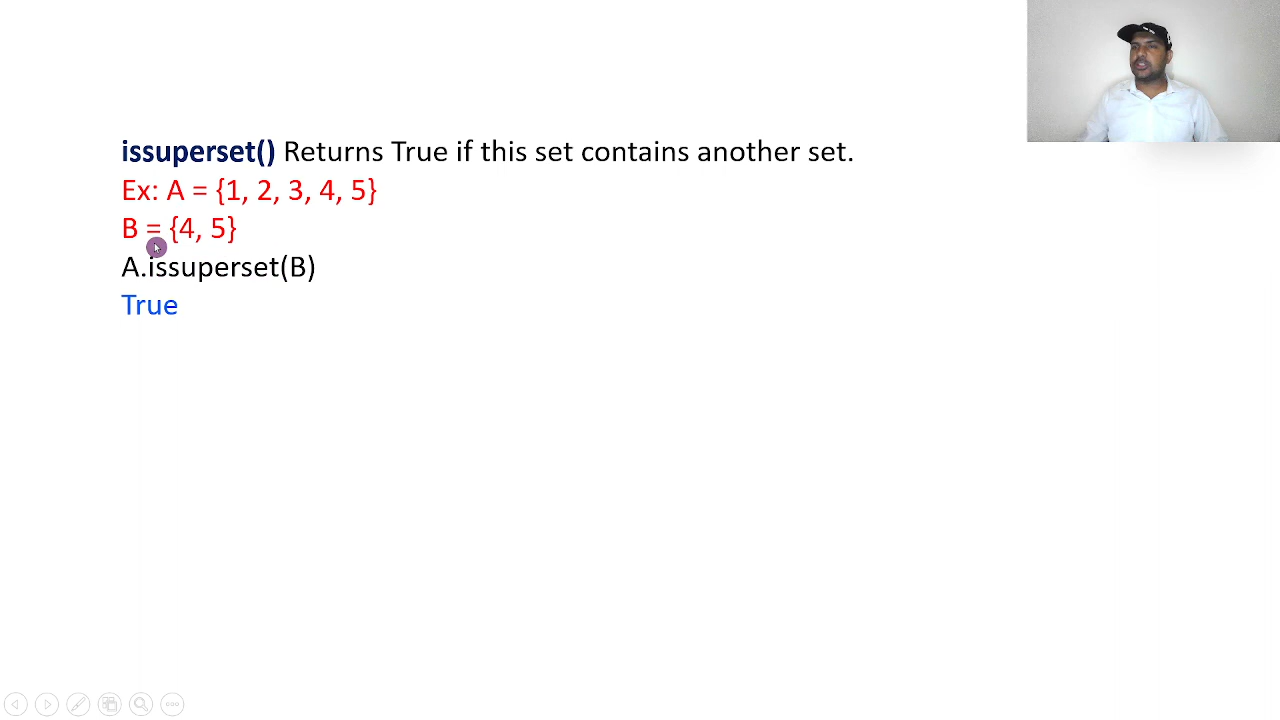 issuperset() Returns True if this set contains another set.
Ex: A = {1, 2, 3, 4, 5}
B = {4, 5}
A.issuperset(B)
True